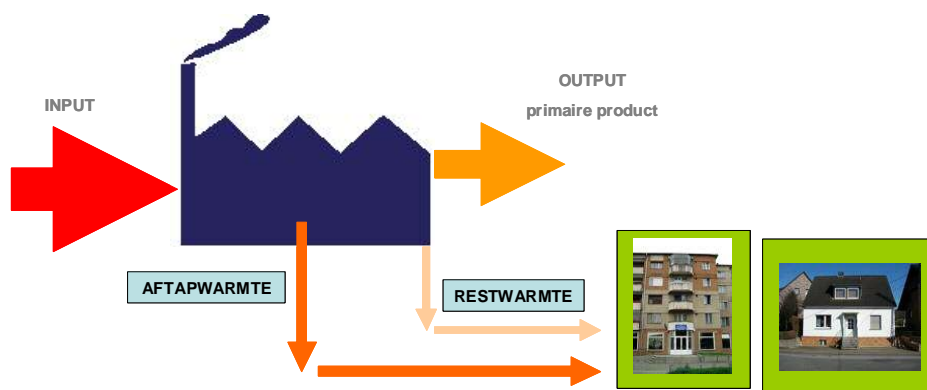 INPUT
OUTPUT
primaire product
AFTAPWARMTE
RESTWARMTE